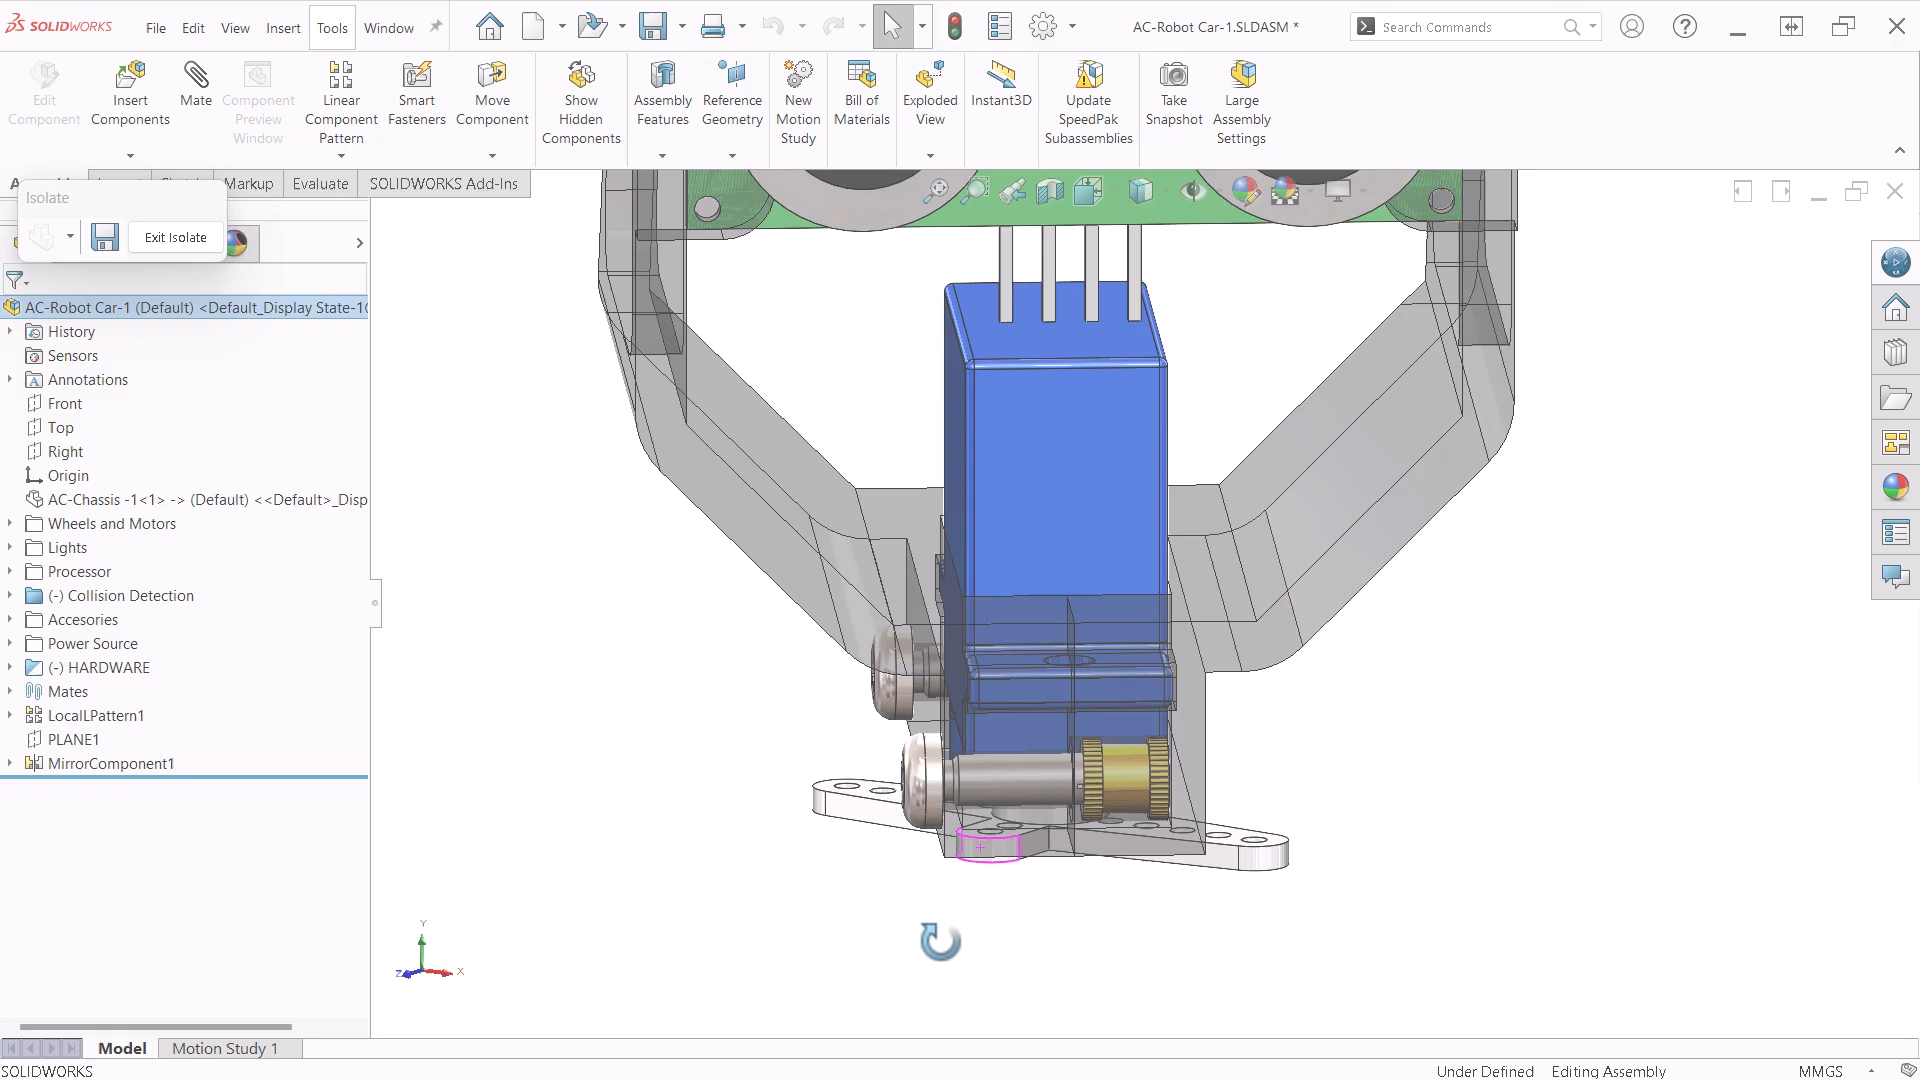 SOLIDWORKS
File Edit View Insert Tools Window
AC-Robot Car-1.SLDASM *
Search Commands
Edit Component
Insert Components
Mate
Component Preview Window
Linear Component Pattern
Smart Fasteners
Move Component
Show Hidden Components
Assembly Features
Reference Geometry
New Motion Study
Bill of Materials
Exploded View
Instant3D
Update SpeedPak Subassemblies
Take Snapshot
Large Assembly Settings
Markup Evaluate SOLIDWORKS Add-Ins
Isolate
Exit Isolate
AC-Robot Car-1 (Default) <Default_Display State-1
History
Sensors
Annotations
Front
Top
Right
Origin
AC-Chassis -1<1> -> (Default) <<Default>_Disp
Wheels and Motors
Lights
Processor
(-) Collision Detection
Accesories
Power Source
(-) HARDWARE
Mates
LocalLPattern1
PLANE1
MirrorComponent1
Y
Z X
Model Motion Study 1
SOLIDWORKS
Under Defined Editing Assembly MMGS